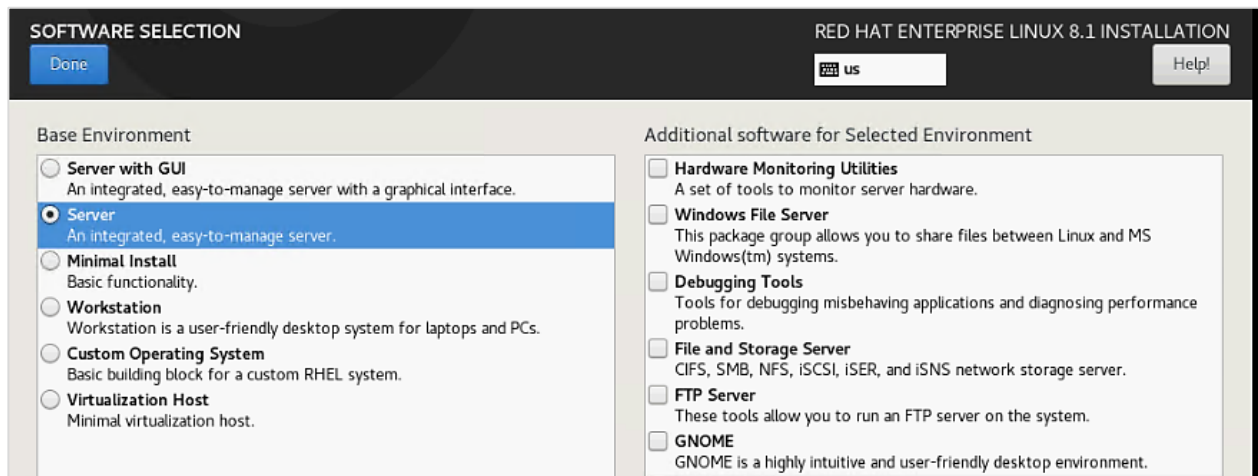 SOFTWARE SELECTION
RED HAT ENTERPRISE LINUX 8.1 INSTALLATION
Done
us
Help!
Base Environment
Server with GUI
An integrated, easy-to-manage server with a graphical interface.
Server
An integrated, easy-to-manage server.
Minimal Install
Basic functionality.
Workstation
Workstation is a user-friendly desktop system for laptops and PCs.
Custom Operating System
Basic building block for a custom RHEL system.
Virtualization Host
Minimal virtualization host.
Additional software for Selected Environment
Hardware Monitoring Utilities
A set of tools to monitor server hardware.
Windows File Server
This package group allows you to share files between Linux and MS
Windows(tm) systems.
Debugging Tools
Tools for debugging misbehaving applications and diagnosing performance
problems.
File and Storage Server
CIFS, SMB, NFS, iSCSI, iSER, and iSNS network storage server.
FTP Server
These tools allow you to run an FTP server on the system.
GNOME
GNOME is a highly intuitive and user-friendly desktop environment.